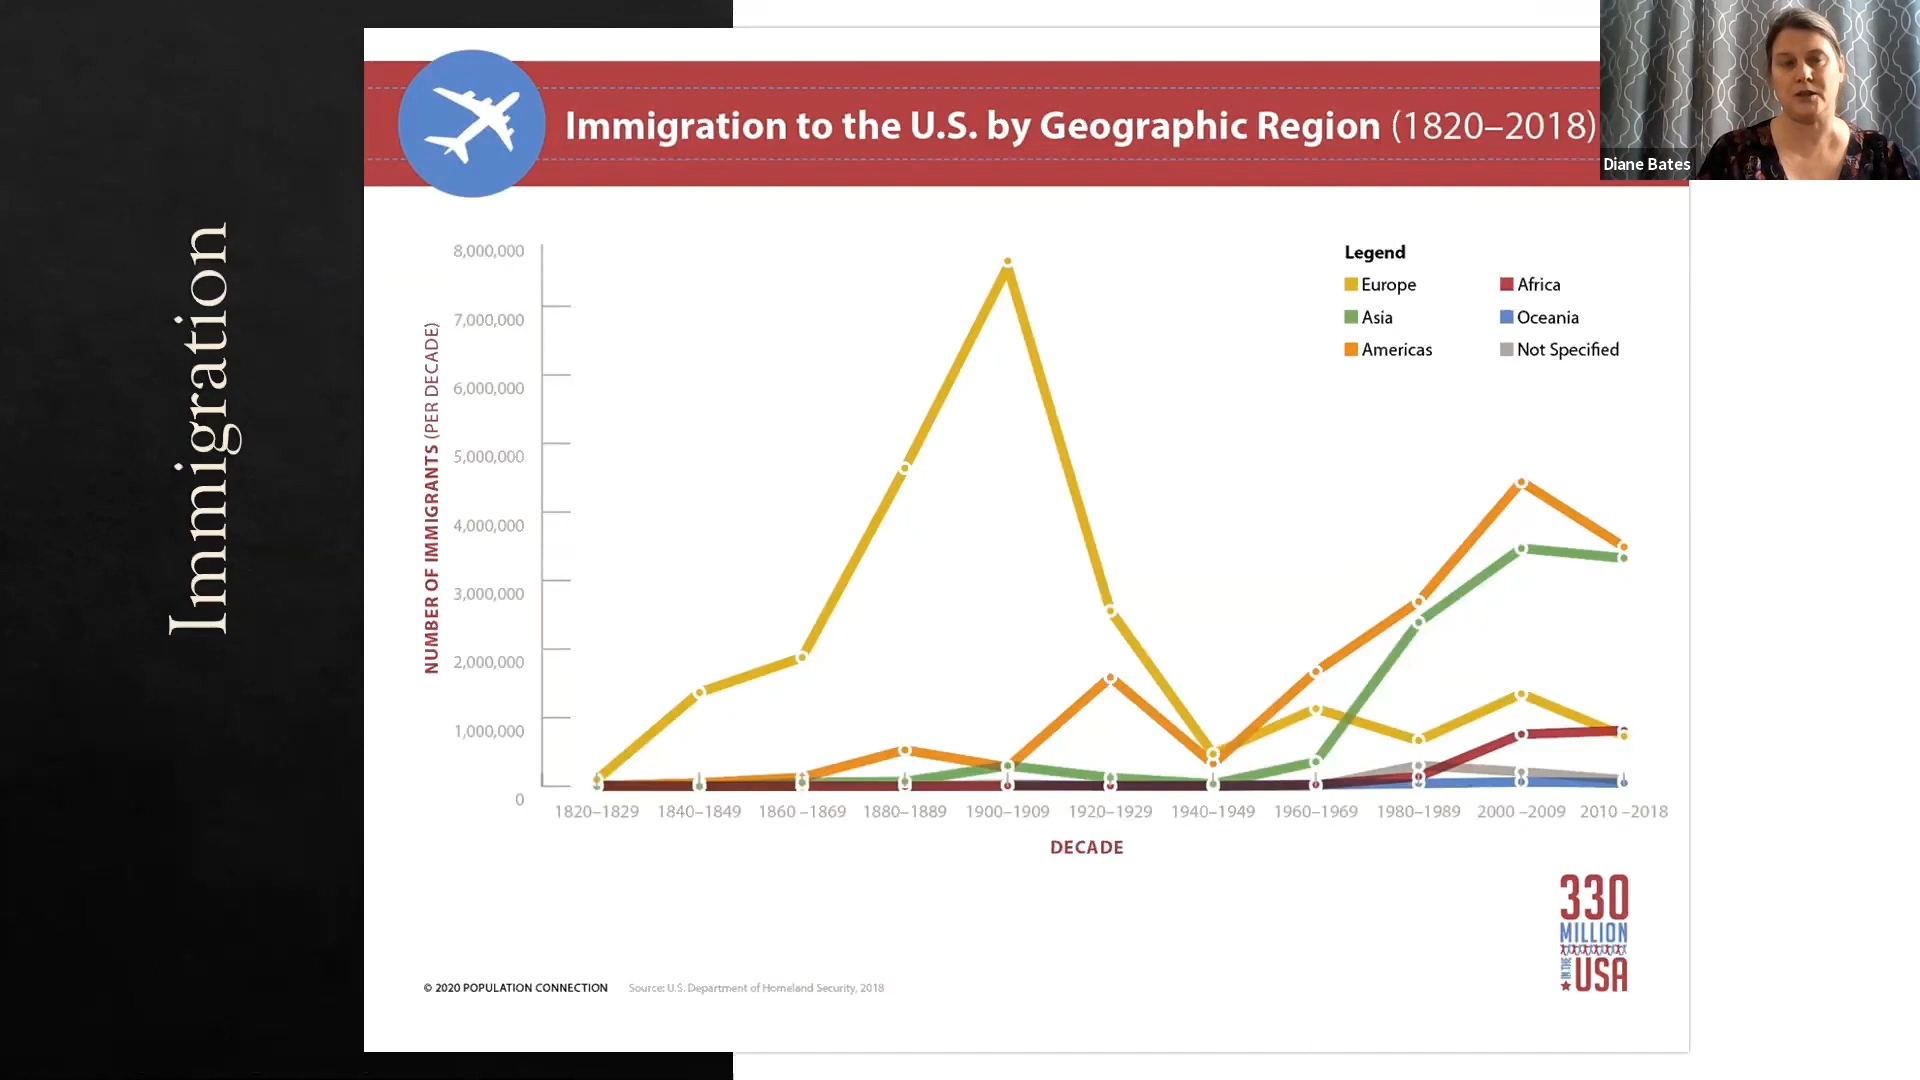 Immigration
Immigration to the U.S. by Geographic Region (1820–2018)
Diane Bates
Legend
Europe
Africa
Asia
Oceania
Americas
Not Specified
NUMBER OF IMMIGRANTS (PER DECADE)
8,000,000
7,000,000
6,000,000
5,000,000
4,000,000
3,000,000
2,000,000
1,000,000
0
1820–1829 1840–1849 1860 –1869 1880–1889 1900–1909 1920–1929 1940–1949 1960–1969 1980–1989 2000 –2009 2010 –2018
DECADE
330
MILLION
IN THE
USA
© 2020 POPULATION CONNECTION Source: U.S. Department of Homeland Security, 2018